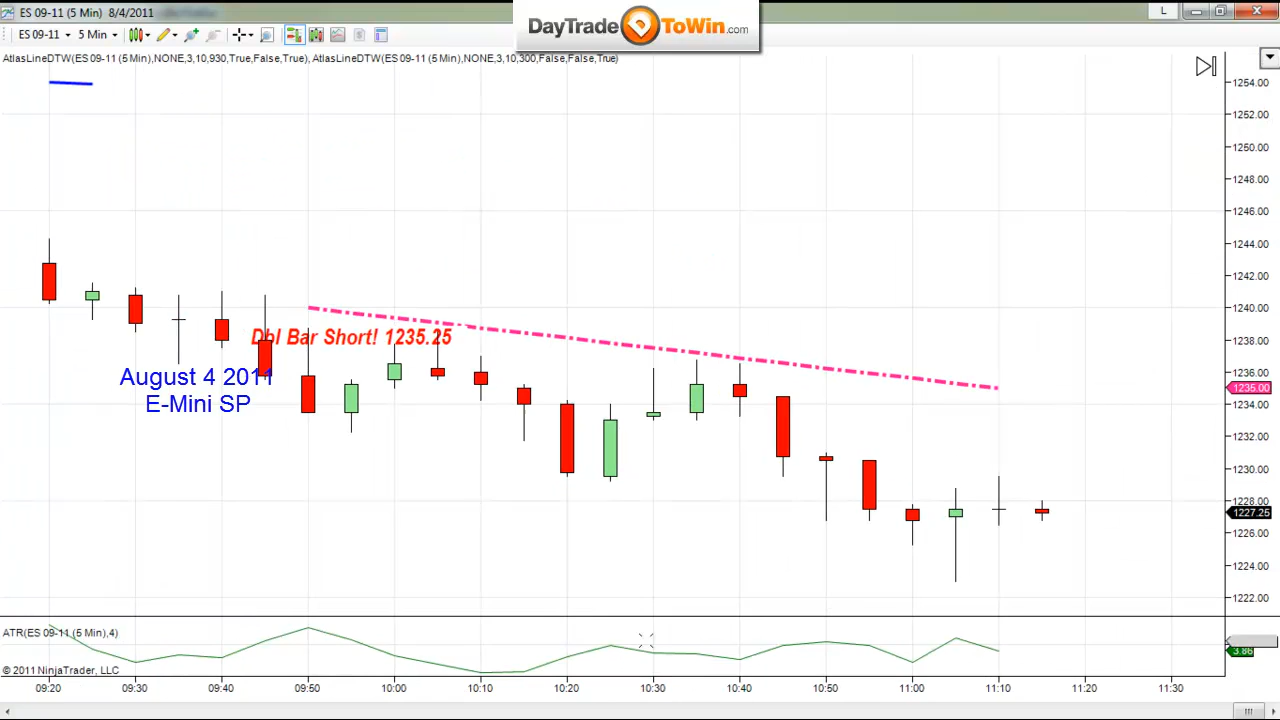 ES 09-11 (5 Min) 8/4/2011
L
DayTradeToWin.com
ES 09-11
5 Min
AtlasLineDTW(ES 09-11 (5 Min),NONE,3,10,930,True,False,True), AtlasLineDTW(ES 09-11 (5 Min),NONE,3,10,300,False,False,True)
1254.00
1252.00
1250.00
1248.00
1246.00
1244.00
1242.00
1240.00
Dbl Bar Short! 1235.25
1238.00
August 4 2011
1236.00
1235.00
E-Mini SP
1234.00
1232.00
1230.00
1228.00
1227.25
1226.00
1224.00
1222.00
ATR(ES 09-11 (5 Min),4)
3.86
© 2011 NinjaTrader, LLC
09:20 09:30 09:40 09:50 10:00 10:10 10:20 10:30 10:40 10:50 11:00 11:10 11:20 11:30